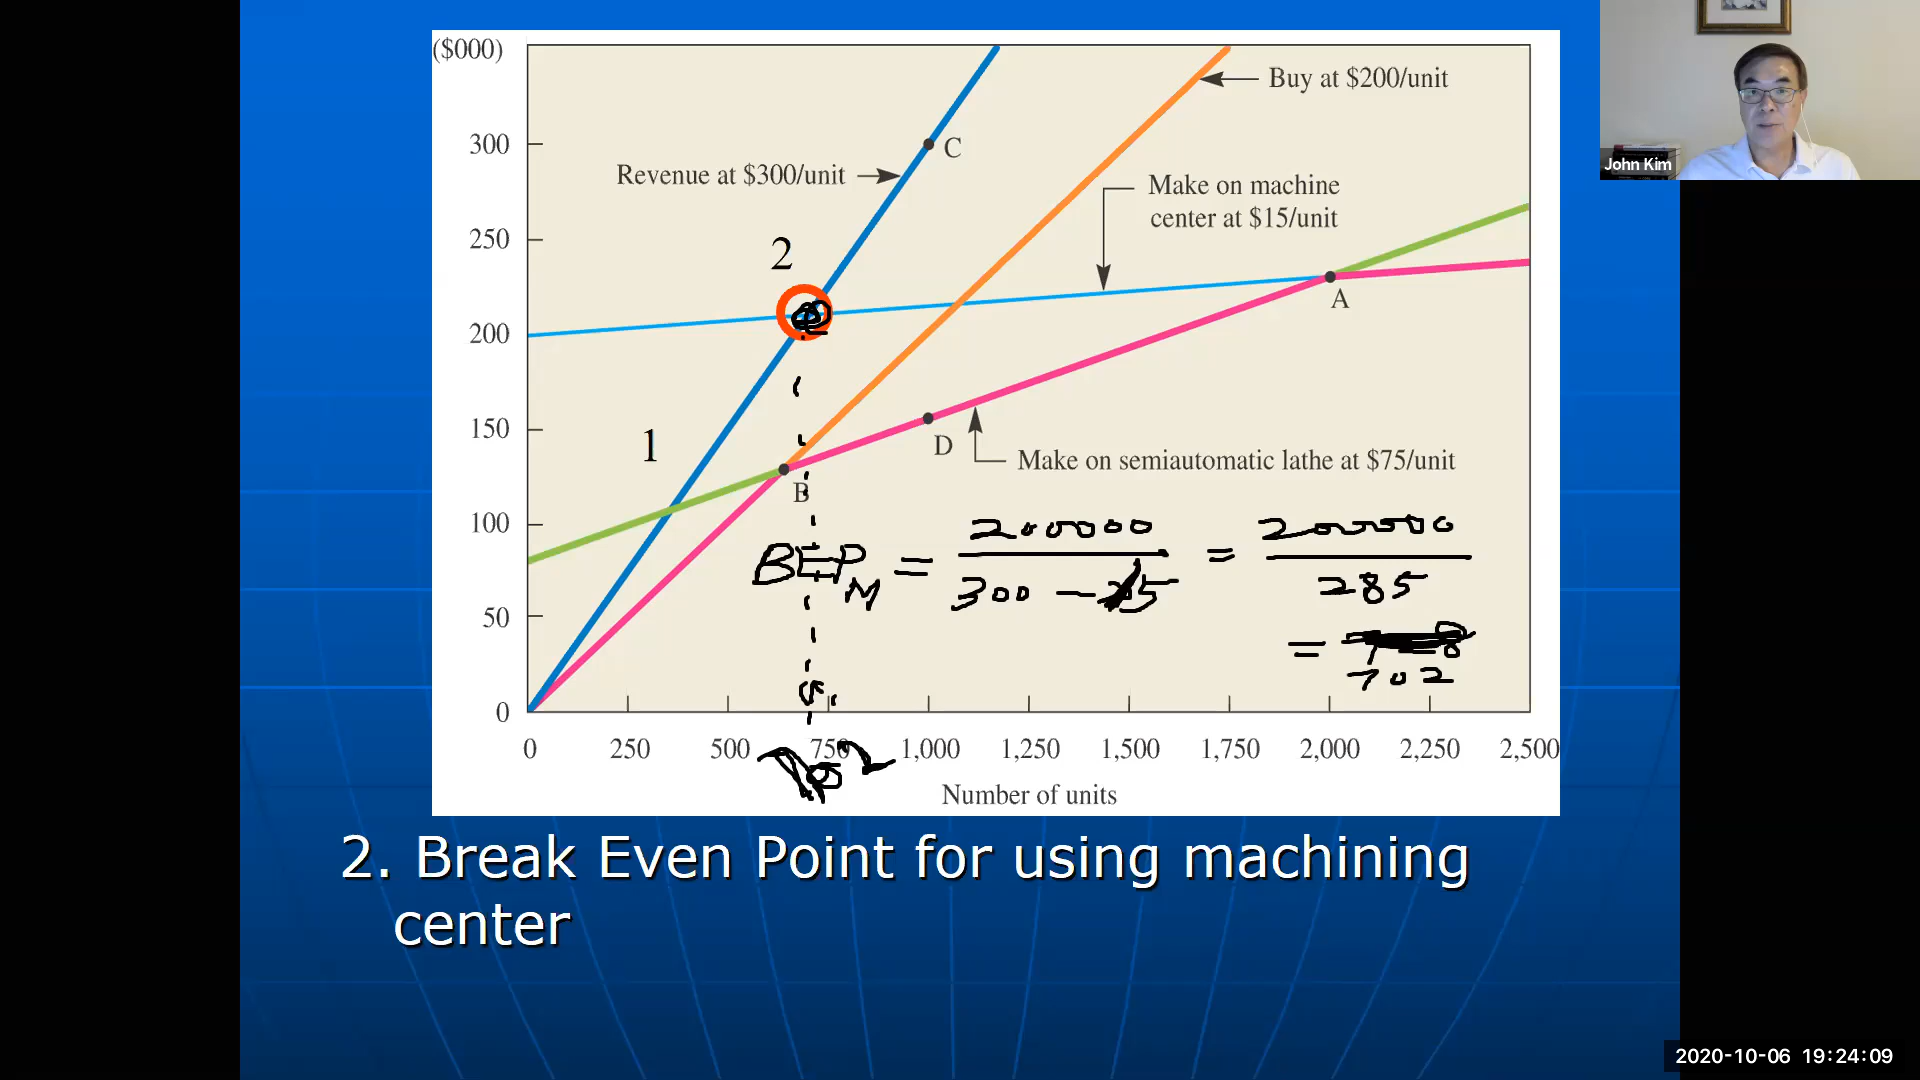 ($000)
Buy at $200/unit
300
C
Revenue at $300/unit
Make on machine
center at $15/unit
250
2
200
A
150
1
D
Make on semiautomatic lathe at $75/unit
B
100
BEP M = 200000 / 300 - 15 = 200000 / 285
= 702
50
0
0 250 500 750 1,000 1,250 1,500 1,750 2,000 2,250 2,500
702
Number of units
2. Break Even Point for using machining
center
John Kim
2020-10-06 19:24:09